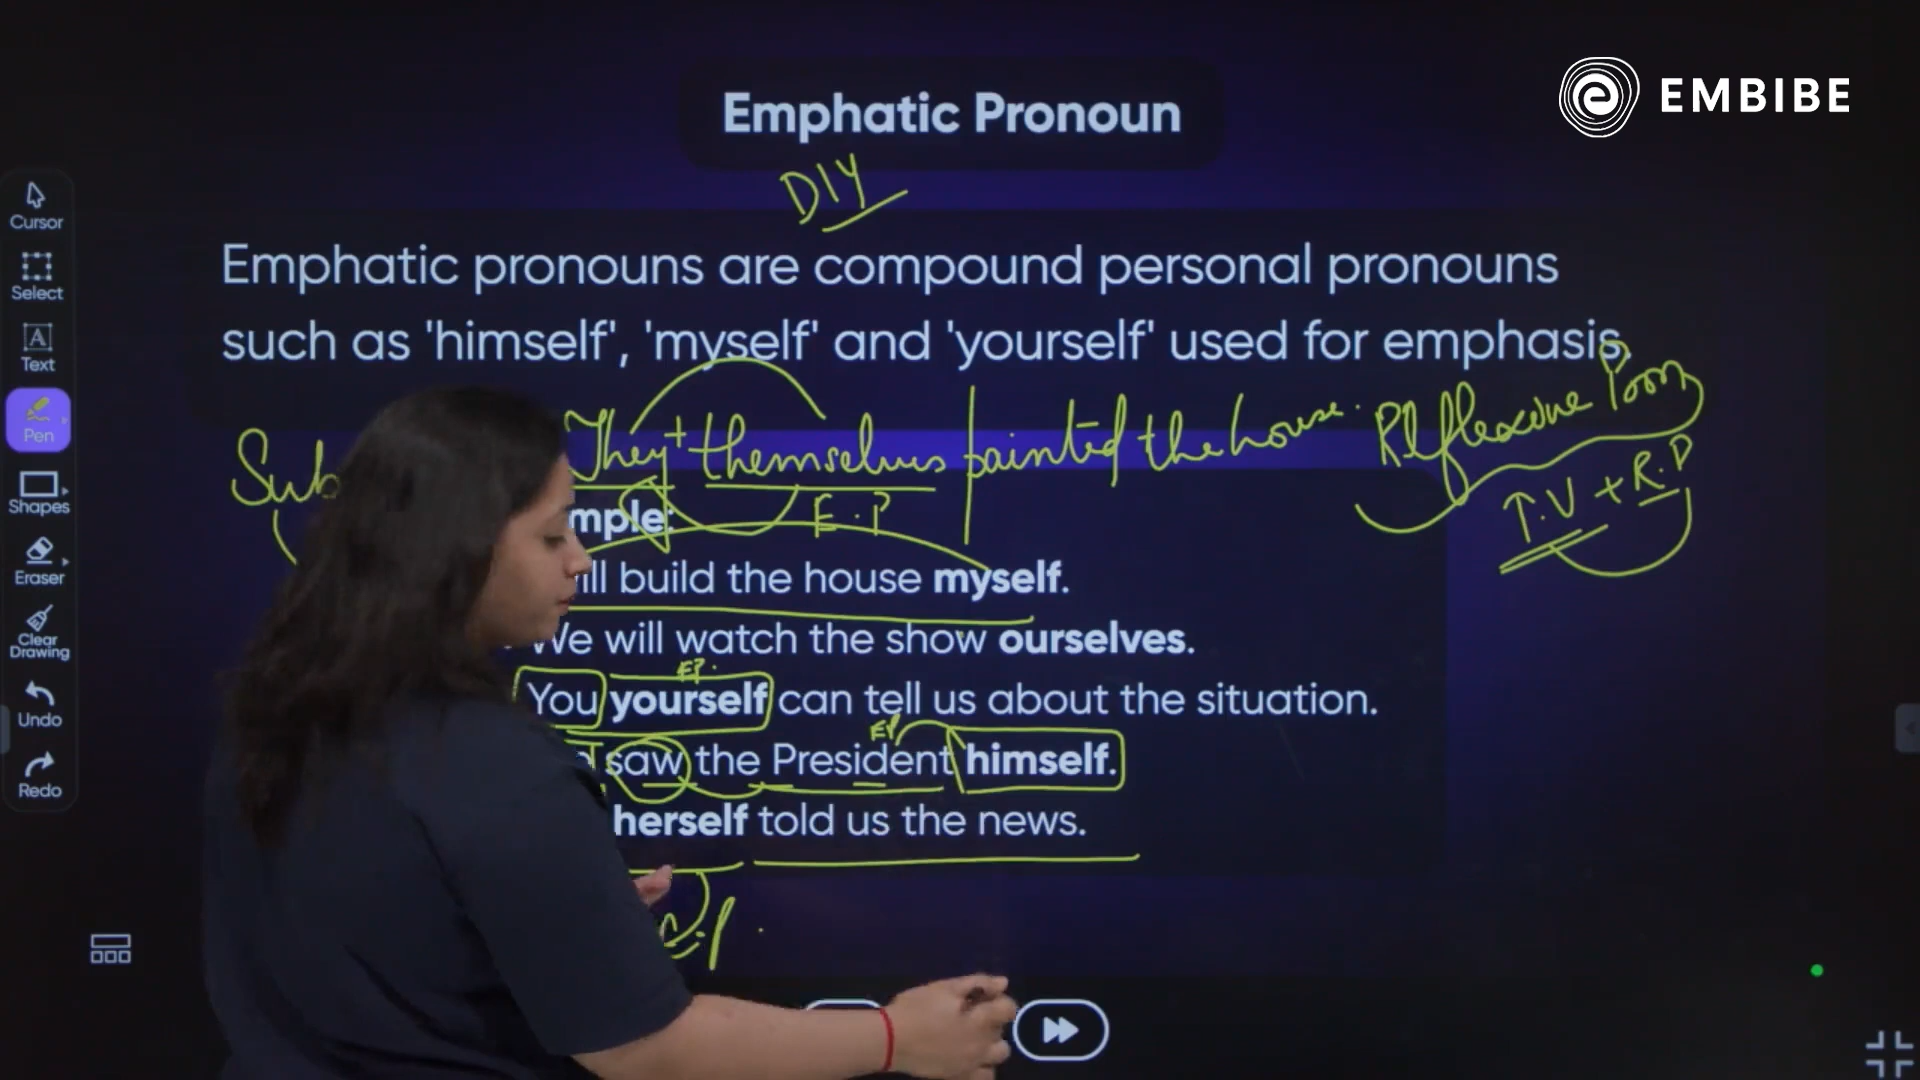 EMBIBE
Emphatic Pronoun
DIY
Emphatic pronouns are compound personal pronouns
such as 'himself', 'myself' and 'yourself' used for emphasis.
Sub They + themselves painted the house. Reflexive Pron
T.V + R.P
mple: E.P
ill build the house myself.
We will watch the show ourselves.
EP.
You yourself can tell us about the situation.
EP
saw the President himself.
herself told us the news.
Cursor
Select
Text
Pen
Shapes
Eraser
Clear
Drawing
Undo
Redo